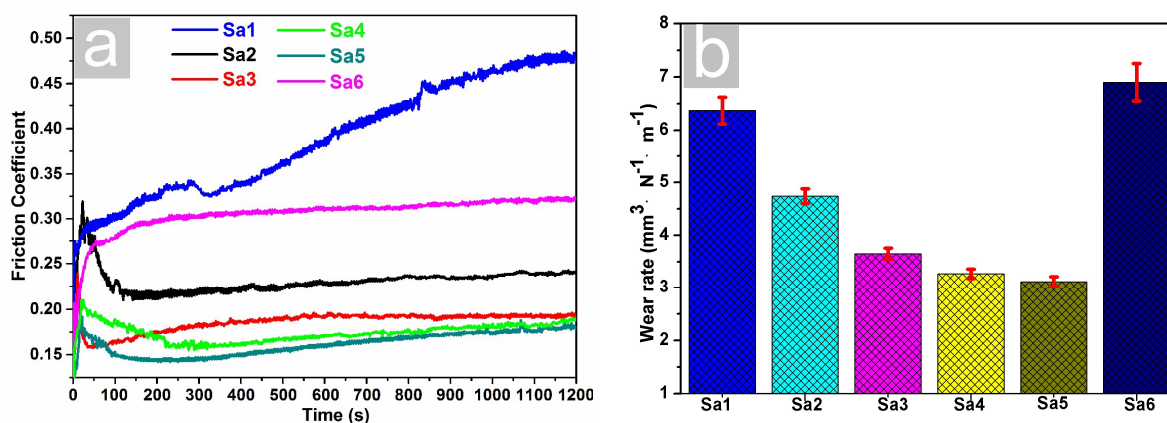 a
Sa1
Sa2
Sa3
Sa4
Sa5
Sa6
0.50
0.45
0.40
0.35
0.30
0.25
0.20
0.15
Friction Coefficient
0 50 100 200 300 400 500 600 700 800 900 1000 1100 1200
Time (s)
b
8
7
6
5
4
3
2
1
Wear rate (mm³· N⁻¹· m⁻¹)
Sa1 Sa2 Sa3 Sa4 Sa5 Sa6